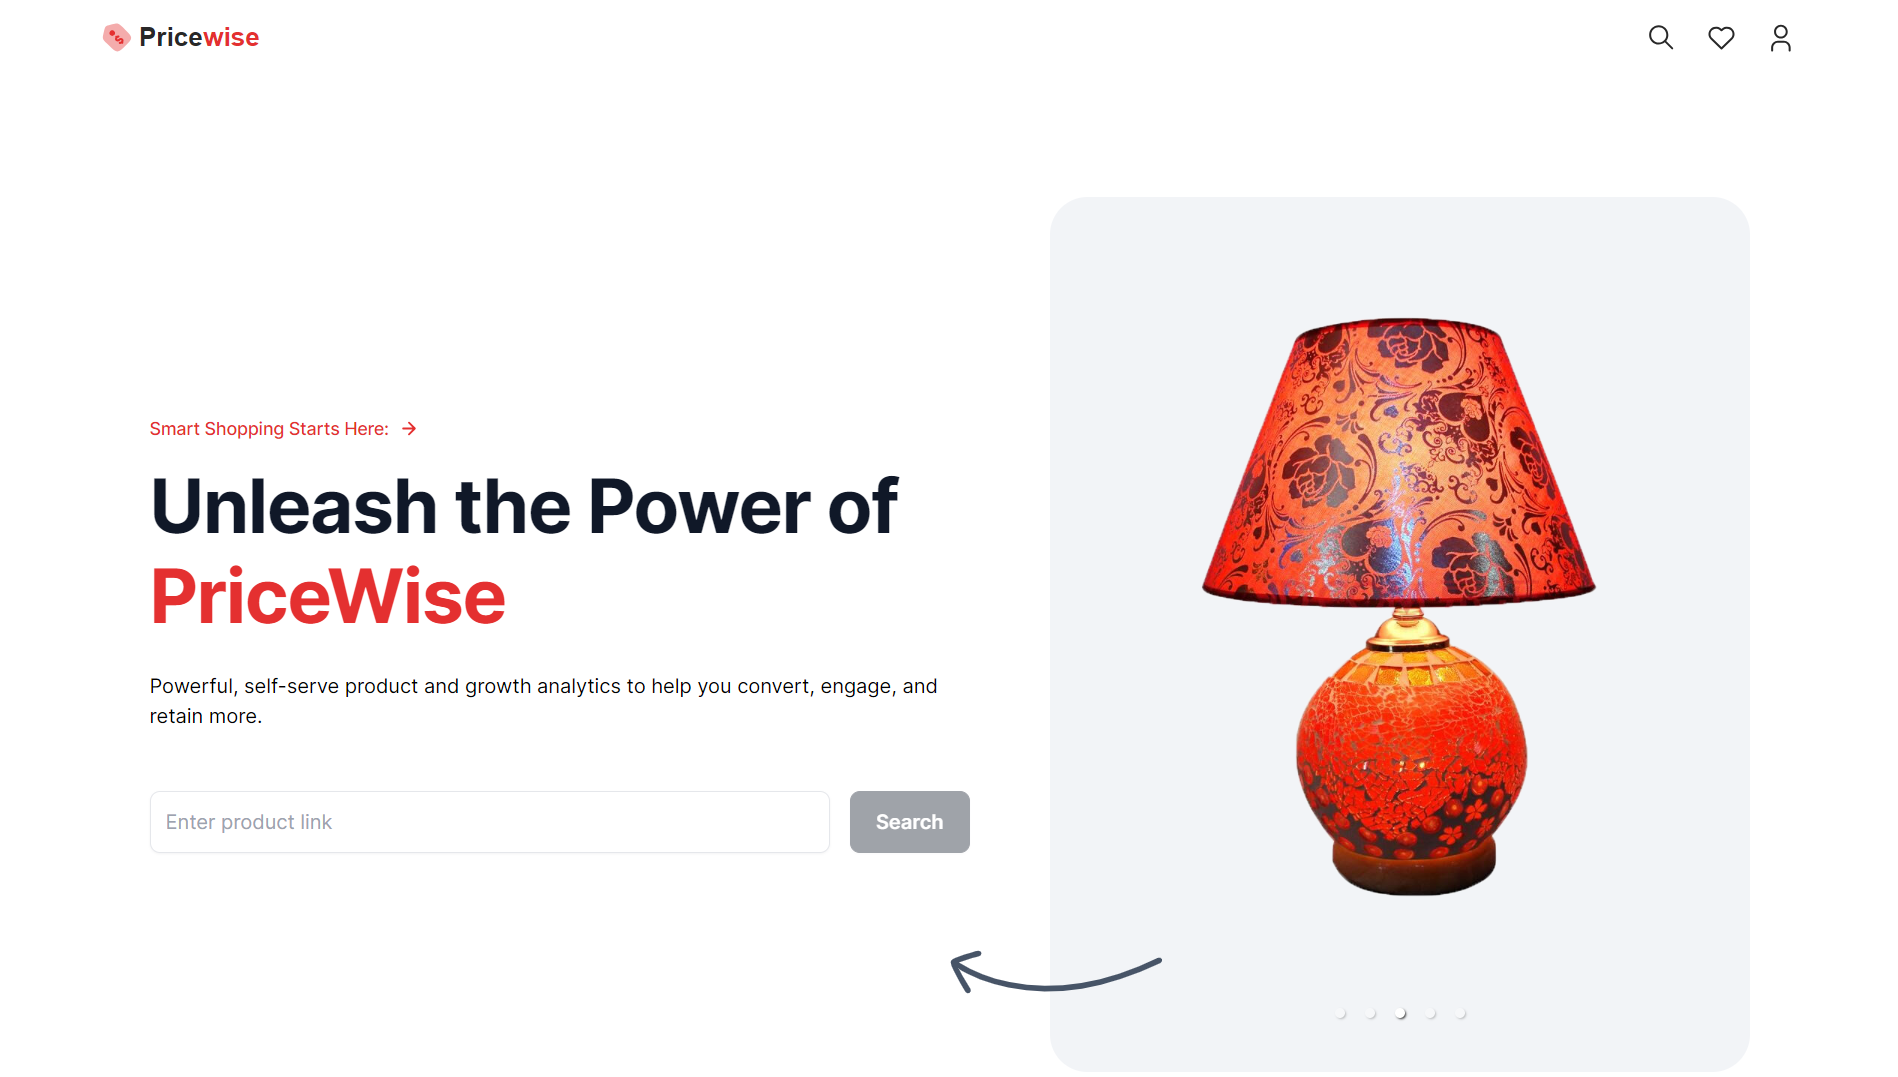 Pricewise
Smart Shopping Starts Here:
Unleash the Power of
PriceWise
Powerful, self-serve product and growth analytics to help you convert, engage, and
retain more.
Enter product link
Search